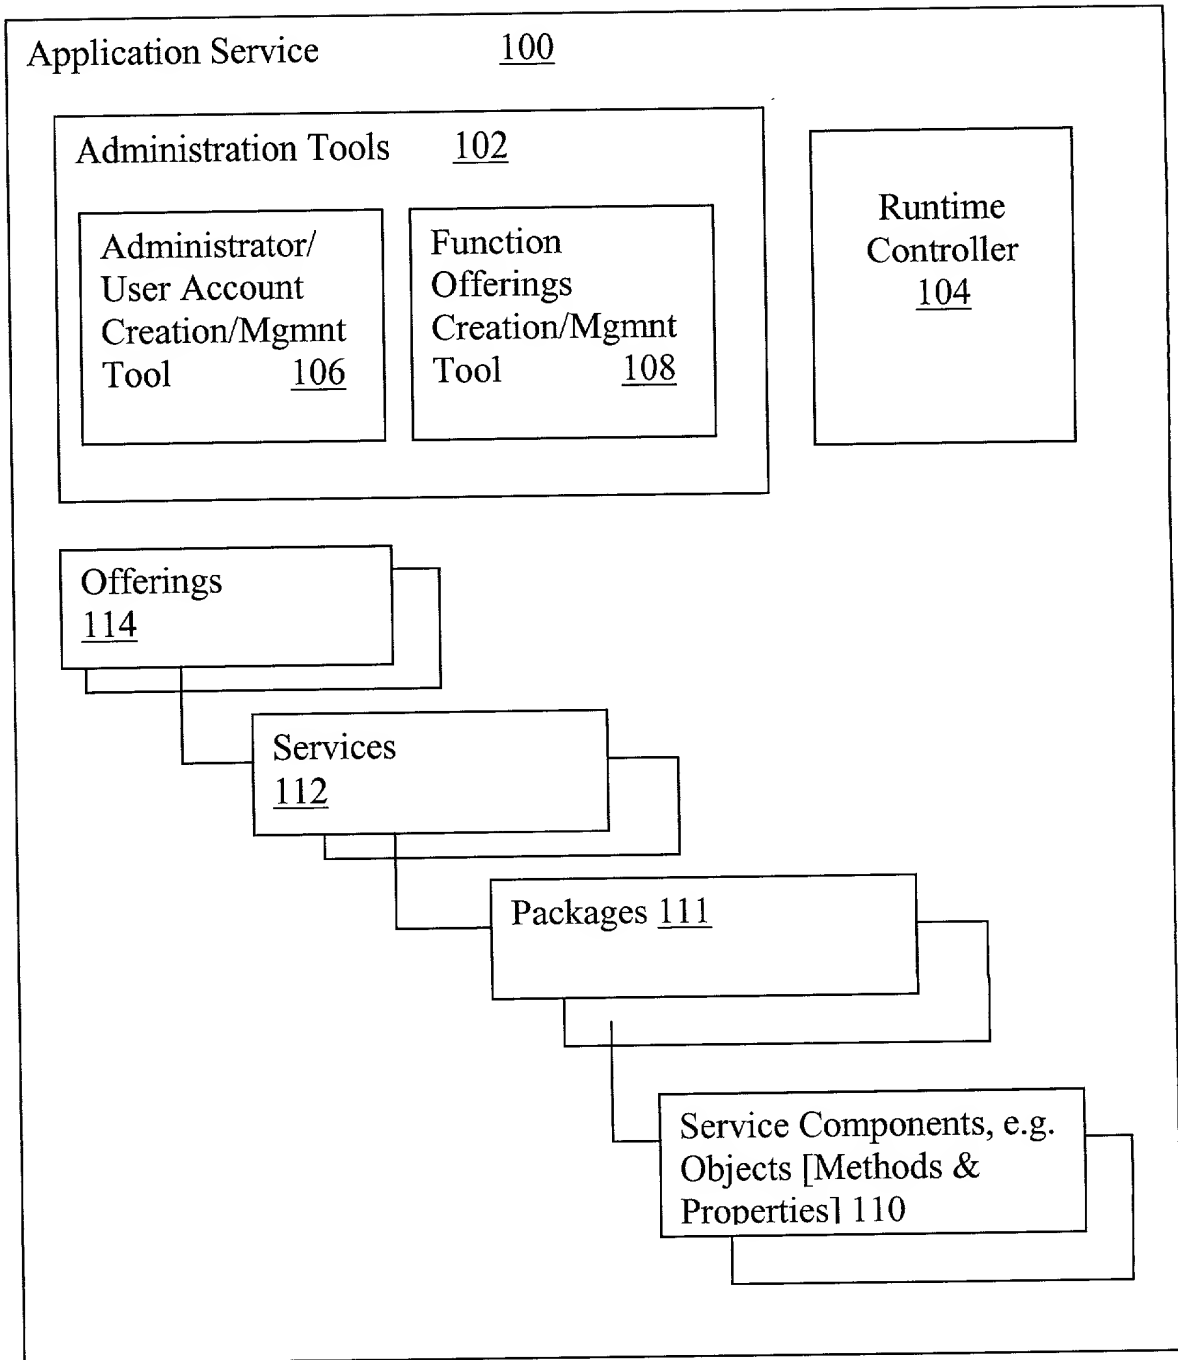 Application Service 100
Administration Tools 102
Administrator/
User Account
Creation/Mgmnt
Tool 106
Function
Offerings
Creation/Mgmnt
Tool 108
Runtime
Controller
104
Offerings
114
Services
112
Packages 111
Service Components, e.g.
Objects [Methods &
Properties] 110